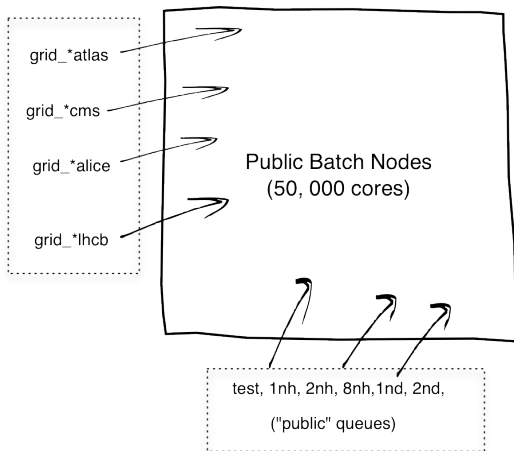 grid_*atlas
grid_*cms
grid_*alice
grid_*lhcb
Public Batch Nodes
(50, 000 cores)
test, 1nh, 2nh, 8nh,1nd, 2nd,
("public" queues)